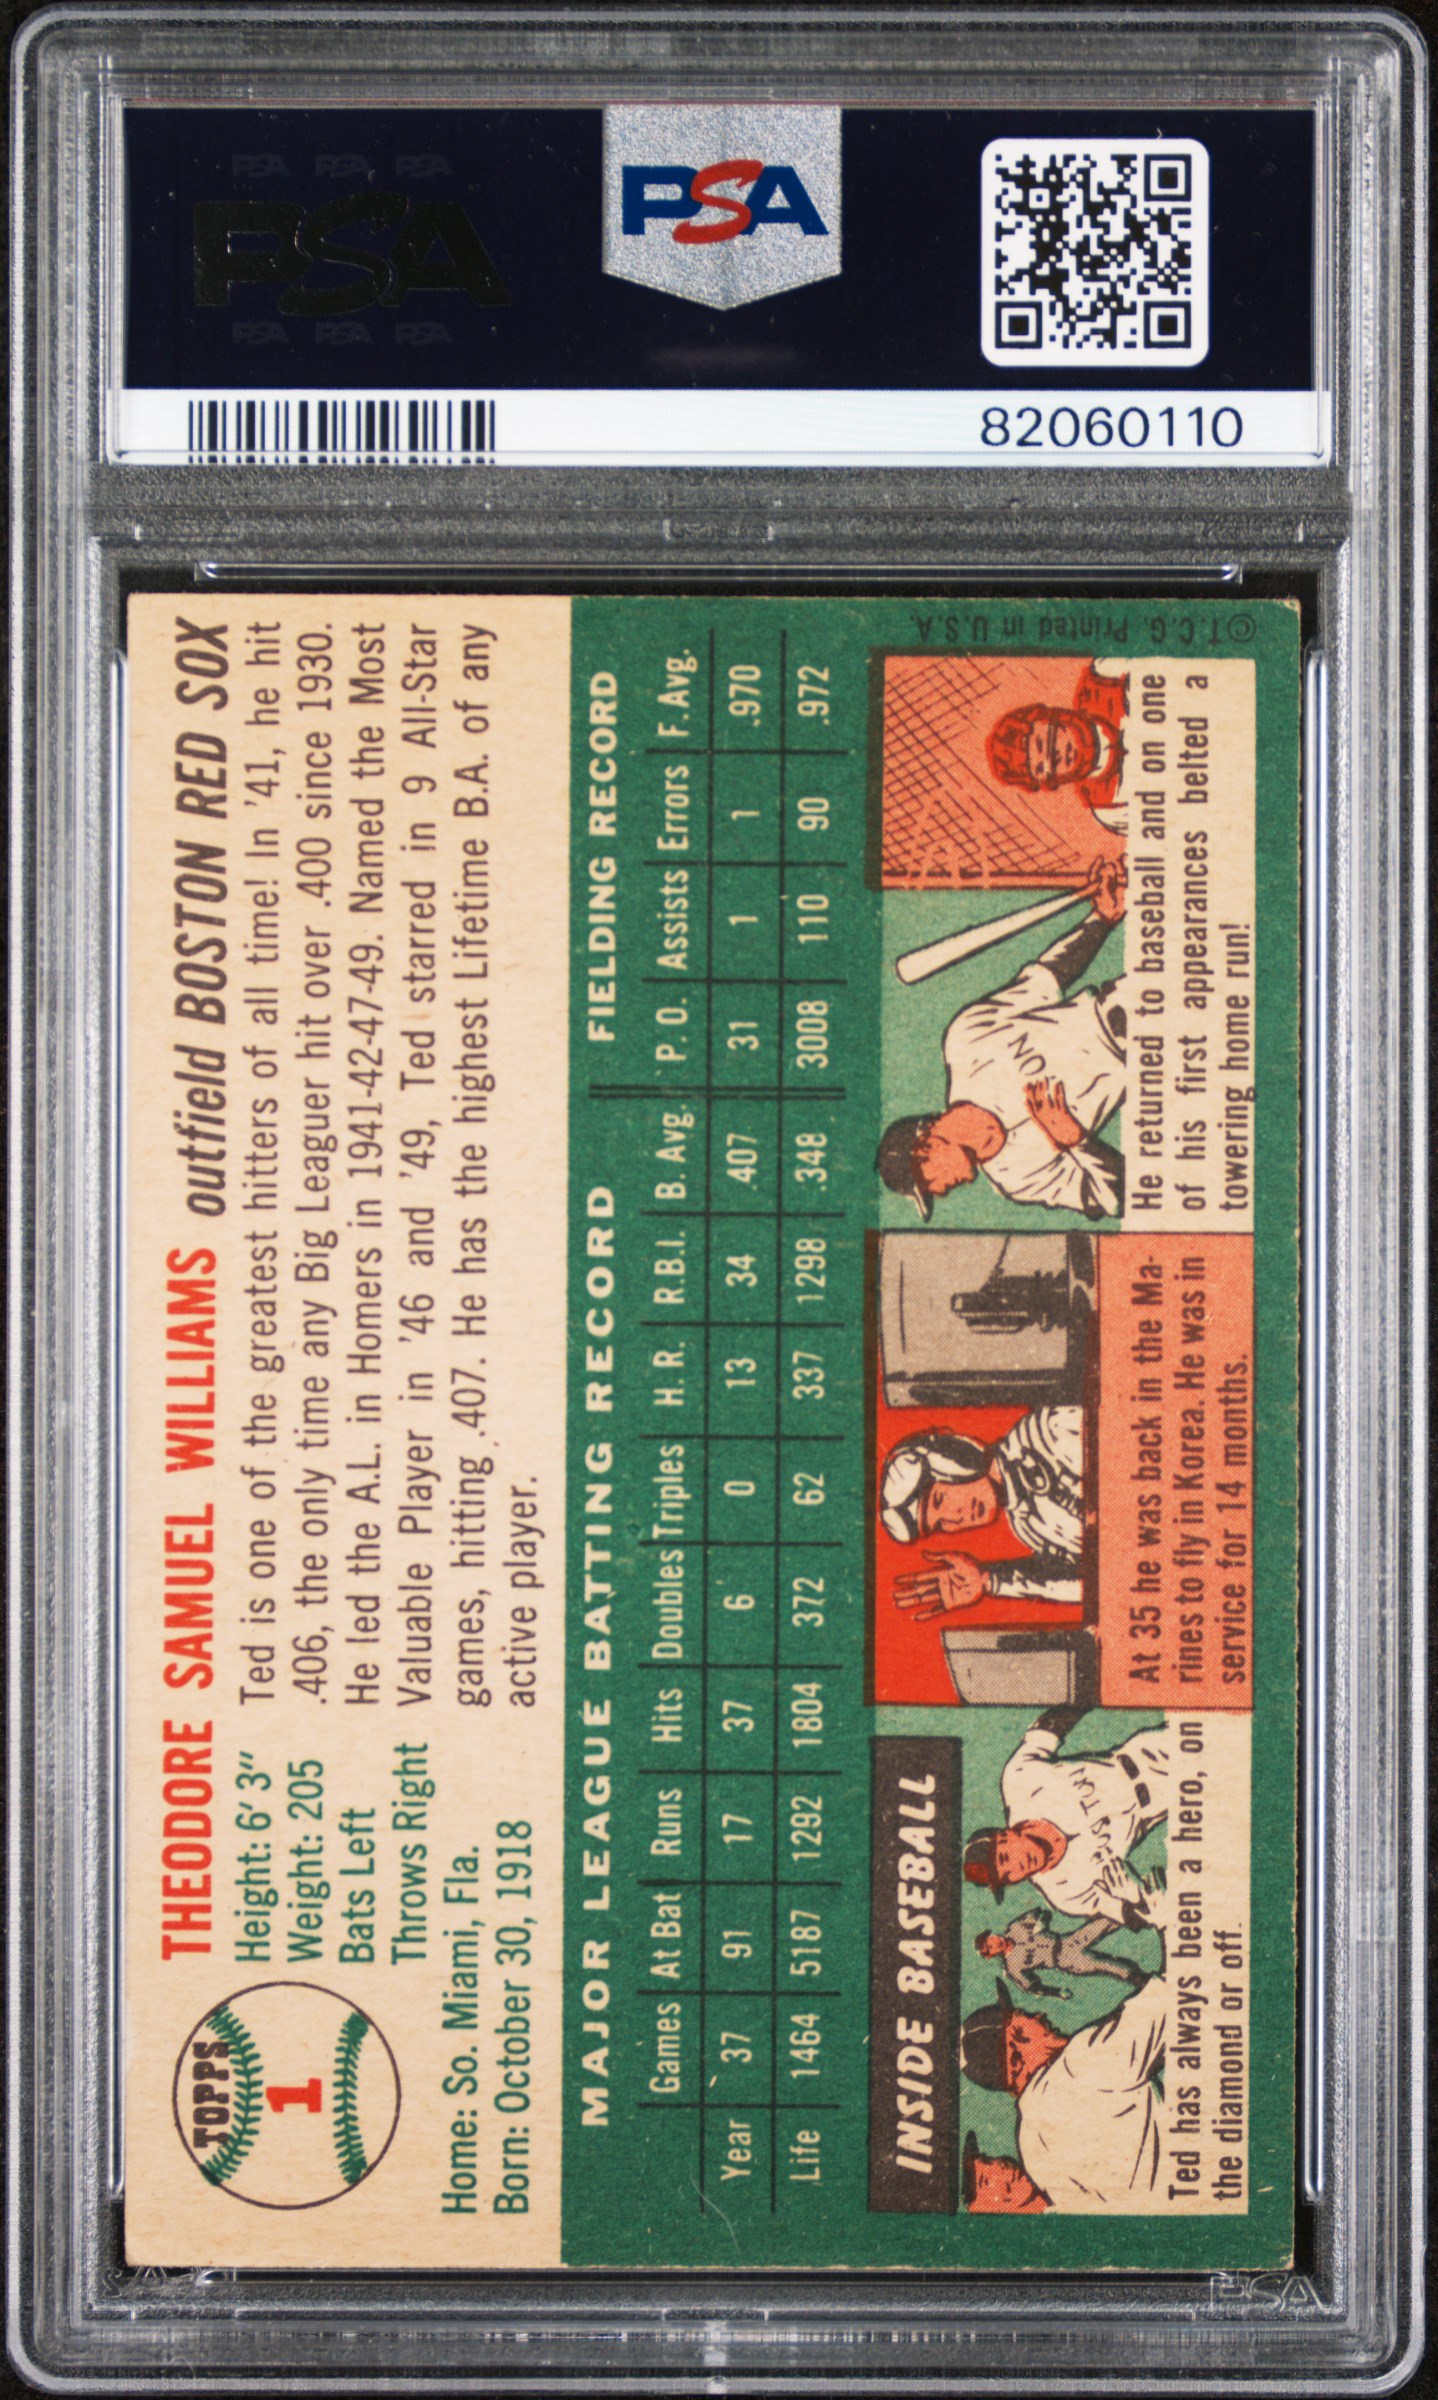 PSA PSA PSA
PSA
PSA PSA PSA
PSA
82060110
TOPPS
1
THEODORE SAMUEL WILLIAMS outfield BOSTON RED SOX
Height: 6' 3"
Weight: 205
Bats Left
Throws Right
Home: So. Miami, Fla.
Born: October 30, 1918
Ted is one of the greatest hitters of all time! In '41, he hit
.406, the only time any Big Leaguer hit over .400 since 1930.
He led the A.L. in Homers in 1941-42-47-49. Named the Most
Valuable Player in '46 and '49, Ted starred in 9 All-Star
games, hitting .407. He has the highest Lifetime B.A. of any
active player.
MAJOR LEAGUE BATTING RECORD FIELDING RECORD
Games At Bat Runs Hits Doubles Triples H. R. R.B.I. B. Avg. P. O. Assists Errors F. Avg.
Year 37 91 17 37 6 0 13 34 .407 31 1 1 .970
Life 1464 5187 1292 1804 372 62 337 1298 .348 3008 110 90 .972
INSIDE BASEBALL
Ted has always been a hero, on
the diamond or off.
At 35 he was back in the Ma-
rines to fly in Korea. He was in
service for 14 months.
He returned to baseball and on one
of his first appearances belted a
towering home run!
©T.C.G. Printed in U.S.A.
PSA